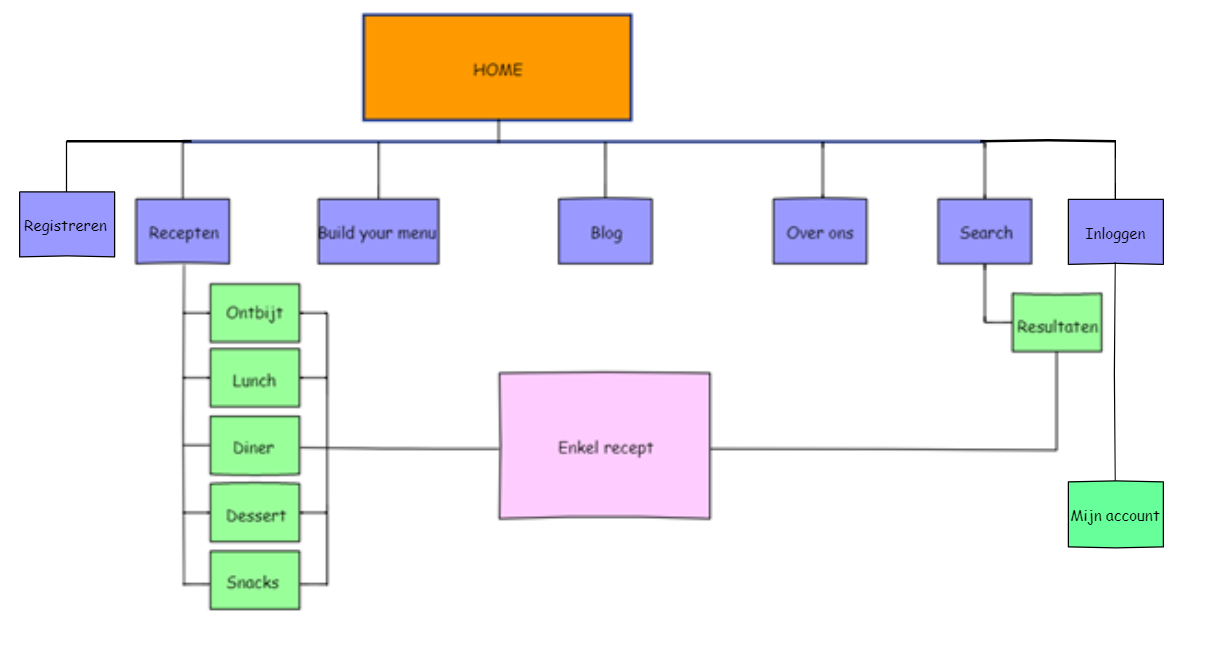 HOME
Registreren
Recepten
Build your menu
Blog
Over ons
Search
Inloggen
Ontbijt
Lunch
Diner
Dessert
Snacks
Enkel recept
Resultaten
Mijn account